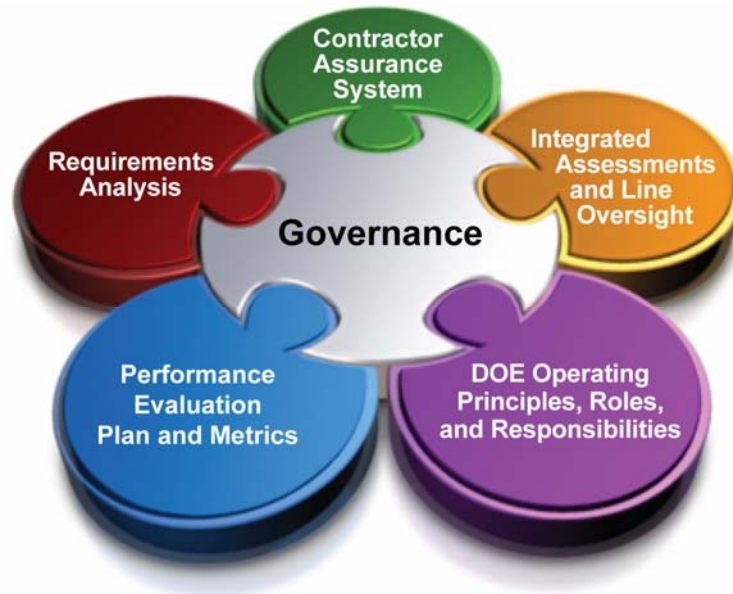 Contractor
Assurance
System
Requirements
Analysis
Integrated
Assessments
and Line
Oversight
Governance
Performance
Evaluation
Plan and Metrics
DOE Operating
Principles, Roles,
and Responsibilities